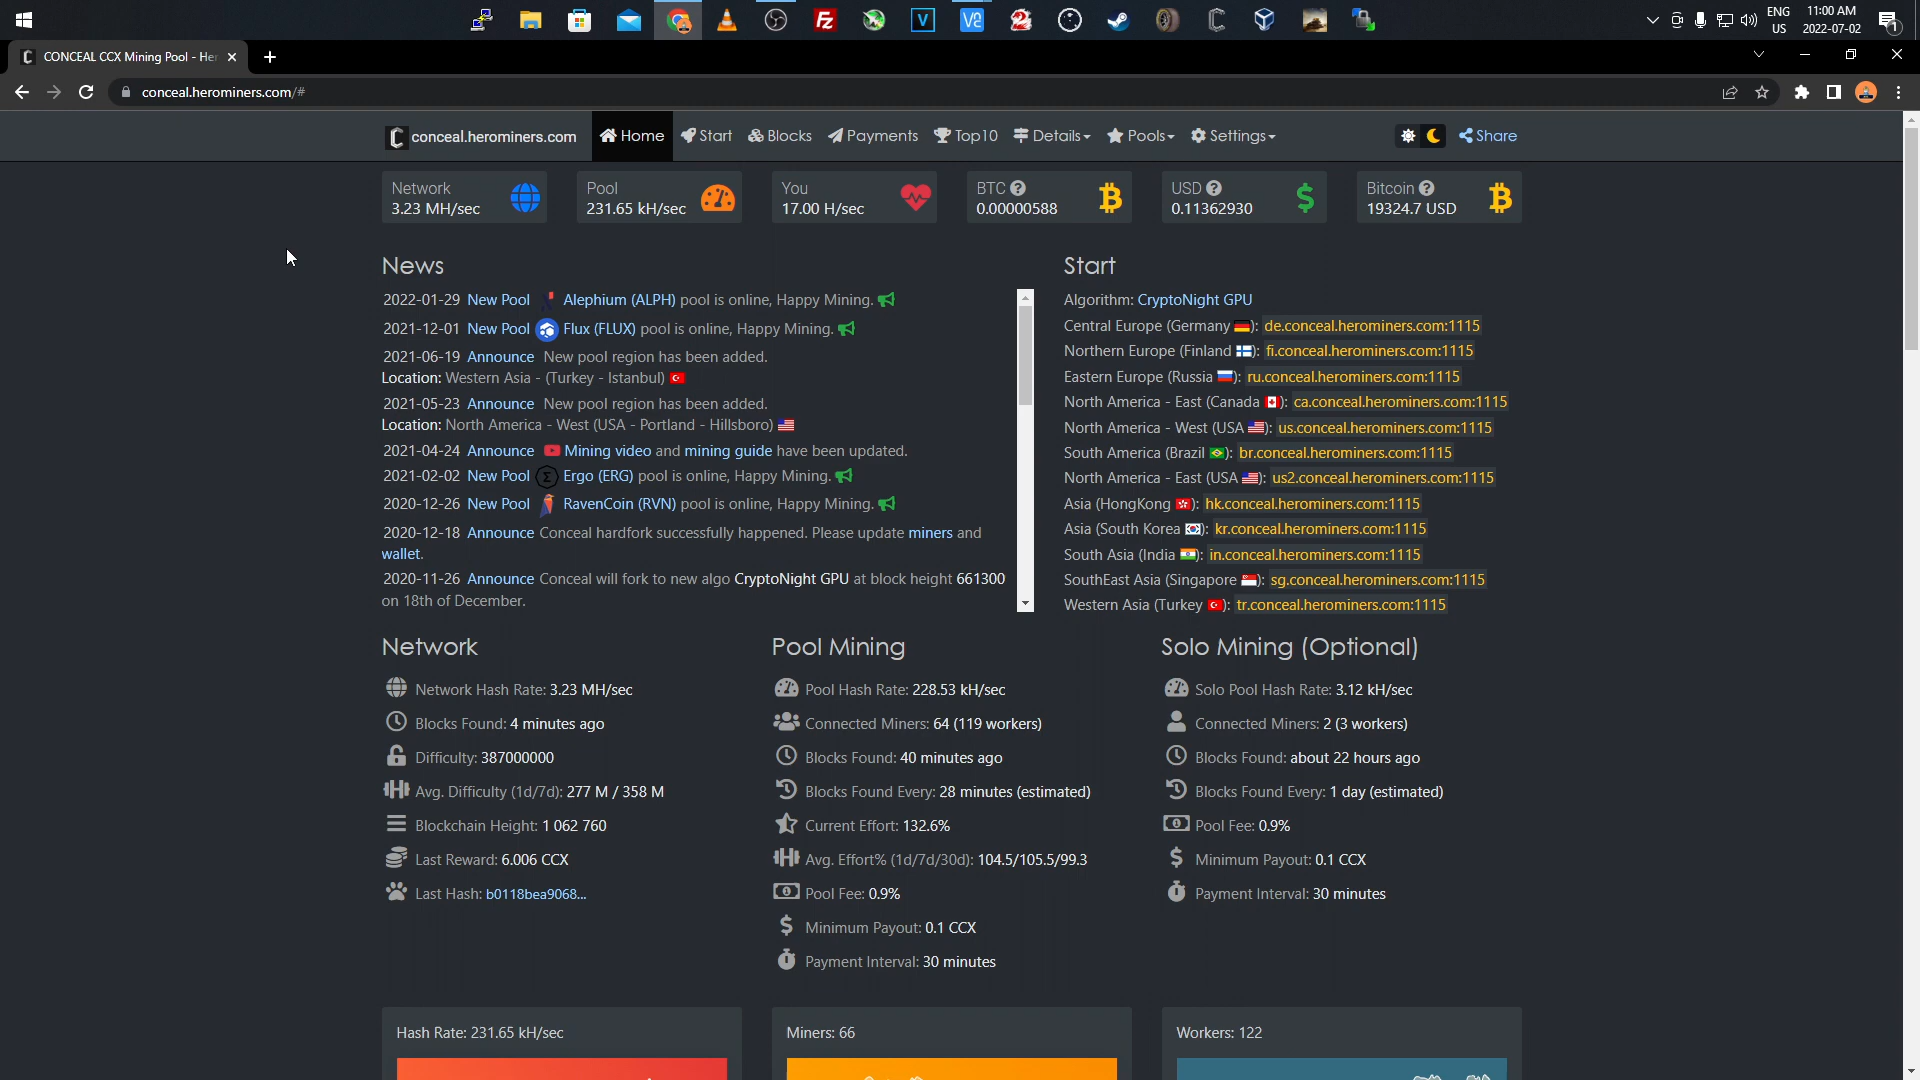 ENG
US
11:00 AM
2022-07-02
1
CONCEAL CCX Mining Pool - Her
conceal.herominers.com/#
conceal.herominers.com Home Start Blocks Payments Top10 Details Pools Settings Share
Network
3.23 MH/sec
Pool
231.65 kH/sec
You
17.00 H/sec
BTC
0.00000588
USD
0.11362930
Bitcoin
19324.7 USD
News
2022-01-29 New Pool Alephium (ALPH) pool is online, Happy Mining.
2021-12-01 New Pool Flux (FLUX) pool is online, Happy Mining.
2021-06-19 Announce New pool region has been added.
Location: Western Asia - (Turkey - Istanbul)
2021-05-23 Announce New pool region has been added.
Location: North America - West (USA - Portland - Hillsboro)
2021-04-24 Announce Mining video and mining guide have been updated.
2021-02-02 New Pool Ergo (ERG) pool is online, Happy Mining.
2020-12-26 New Pool RavenCoin (RVN) pool is online, Happy Mining.
2020-12-18 Announce Conceal hardfork successfully happened. Please update miners and
wallet.
2020-11-26 Announce Conceal will fork to new algo CryptoNight GPU at block height 661300
on 18th of December.
Start
Algorithm: CryptoNight GPU
Central Europe (Germany ): de.conceal.herominers.com:1115
Northern Europe (Finland ): fi.conceal.herominers.com:1115
Eastern Europe (Russia ): ru.conceal.herominers.com:1115
North America - East (Canada ): ca.conceal.herominers.com:1115
North America - West (USA ): us.conceal.herominers.com:1115
South America (Brazil ): br.conceal.herominers.com:1115
North America - East (USA ): us2.conceal.herominers.com:1115
Asia (HongKong ): hk.conceal.herominers.com:1115
Asia (South Korea ): kr.conceal.herominers.com:1115
South Asia (India ): in.conceal.herominers.com:1115
SouthEast Asia (Singapore ): sg.conceal.herominers.com:1115
Western Asia (Turkey ): tr.conceal.herominers.com:1115
Network
Network Hash Rate: 3.23 MH/sec
Blocks Found: 4 minutes ago
Difficulty: 387000000
Avg. Difficulty (1d/7d): 277 M / 358 M
Blockchain Height: 1 062 760
Last Reward: 6.006 CCX
Last Hash: b0118bea9068...
Pool Mining
Pool Hash Rate: 228.53 kH/sec
Connected Miners: 64 (119 workers)
Blocks Found: 40 minutes ago
Blocks Found Every: 28 minutes (estimated)
Current Effort: 132.6%
Avg. Effort% (1d/7d/30d): 104.5/105.5/99.3
Pool Fee: 0.9%
Minimum Payout: 0.1 CCX
Payment Interval: 30 minutes
Solo Mining (Optional)
Solo Pool Hash Rate: 3.12 kH/sec
Connected Miners: 2 (3 workers)
Blocks Found: about 22 hours ago
Blocks Found Every: 1 day (estimated)
Pool Fee: 0.9%
Minimum Payout: 0.1 CCX
Payment Interval: 30 minutes
Hash Rate: 231.65 kH/sec
Miners: 66
Workers: 122